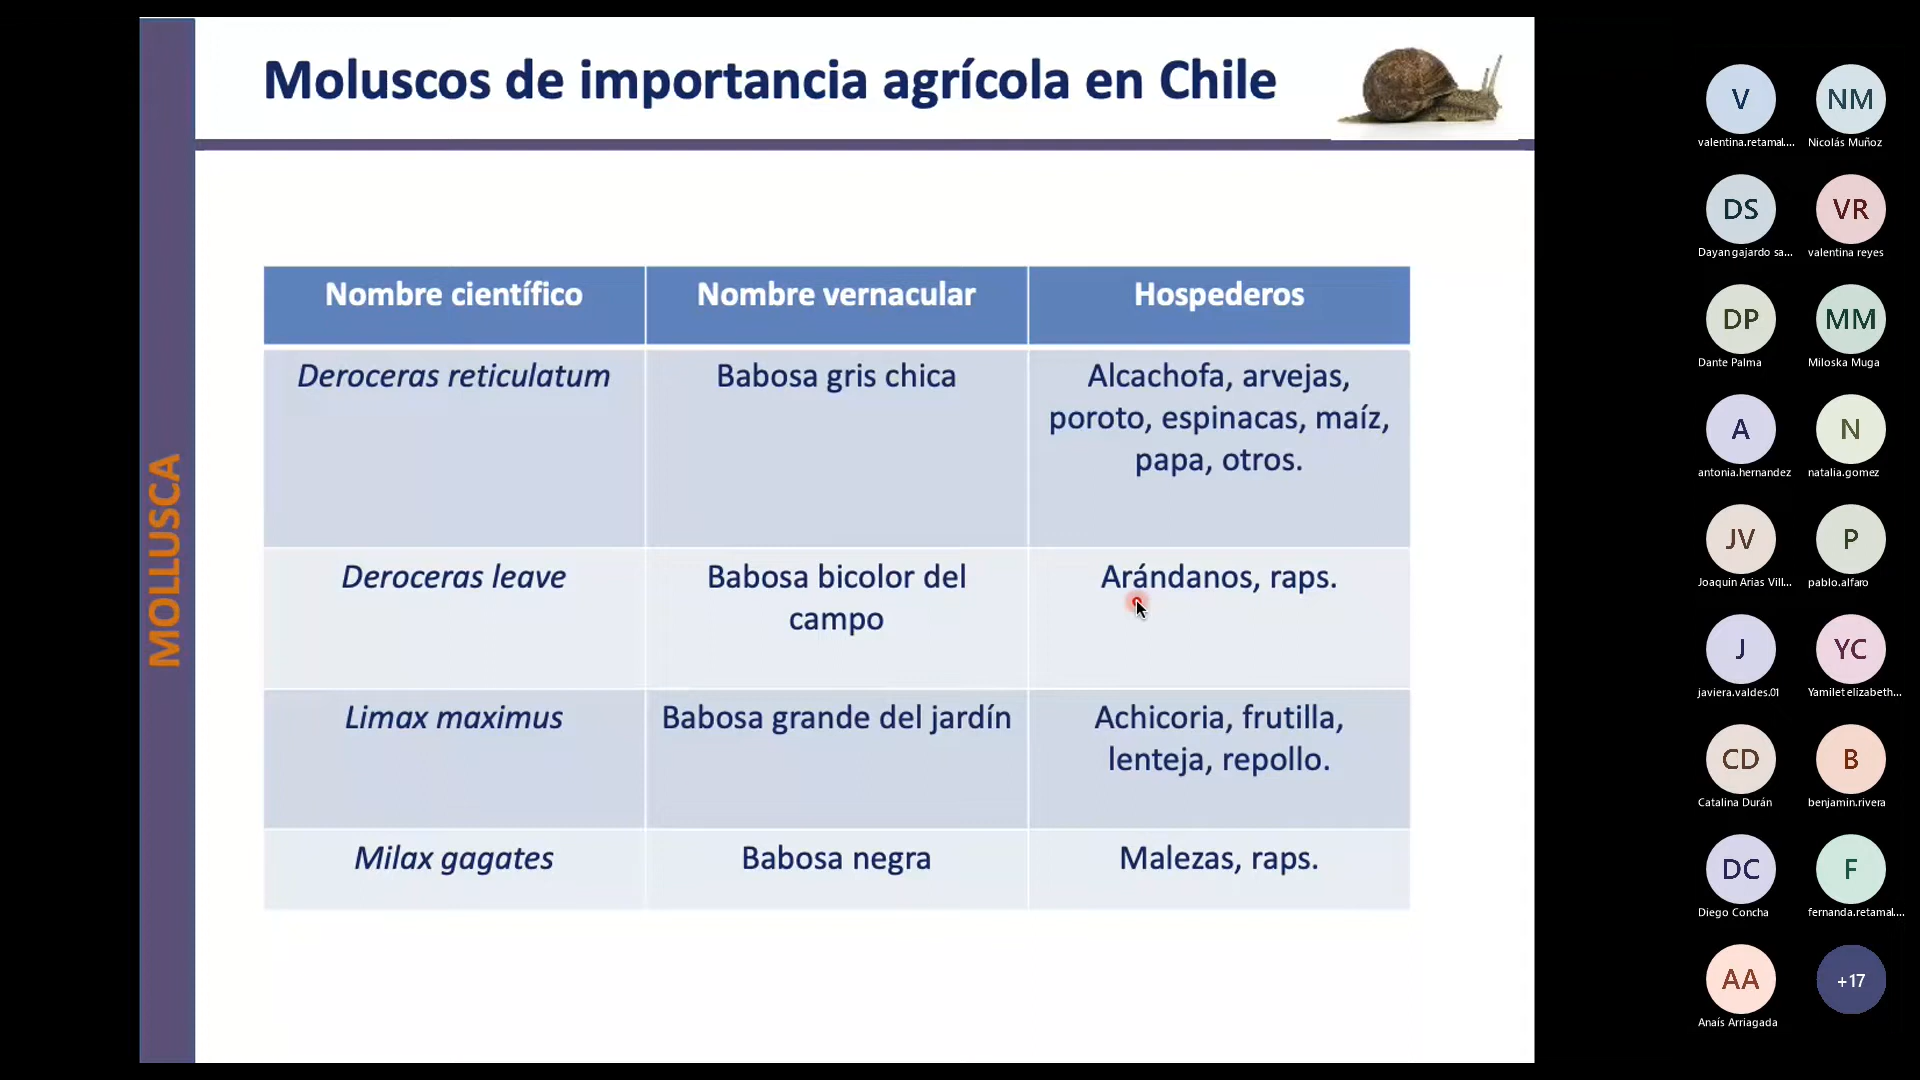 Moluscos de importancia agrícola en Chile
MOLLUSCA
Nombre científico
Nombre vernacular
Hospederos
Deroceras reticulatum
Babosa gris chica
Alcachofa, arvejas,
poroto, espinacas, maíz,
papa, otros.
Deroceras leave
Babosa bicolor del
campo
Arándanos, raps.
Limax maximus
Babosa grande del jardín
Achicoria, frutilla,
lenteja, repollo.
Milax gagates
Babosa negra
Malezas, raps.
V
valentina.retamal....
NM
Nicolás Muñoz
DS
Dayan gajardo sa...
VR
valentina reyes
DP
Dante Palma
MM
Miloska Muga
A
antonia.hernandez
N
natalia.gomez
JV
Joaquin Arias Vill...
P
pablo.alfaro
J
javiera.valdes.01
YC
Yamilet elizabeth...
CD
Catalina Durán
B
benjamin.rivera
DC
Diego Concha
F
fernanda.retamal....
AA
Anaís Arriagada
+17